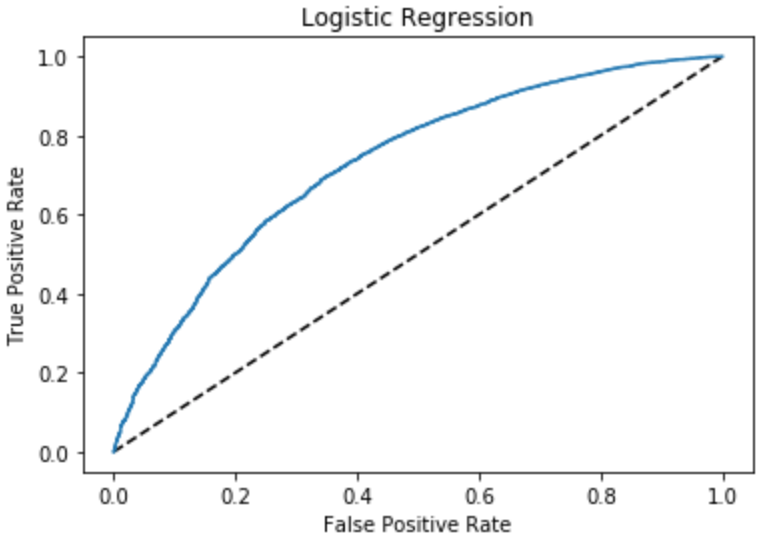 Logistic Regression
1.0
0.8
0.6
0.4
0.2
0.0
True Positive Rate
0.0 0.2 0.4 0.6 0.8 1.0
False Positive Rate